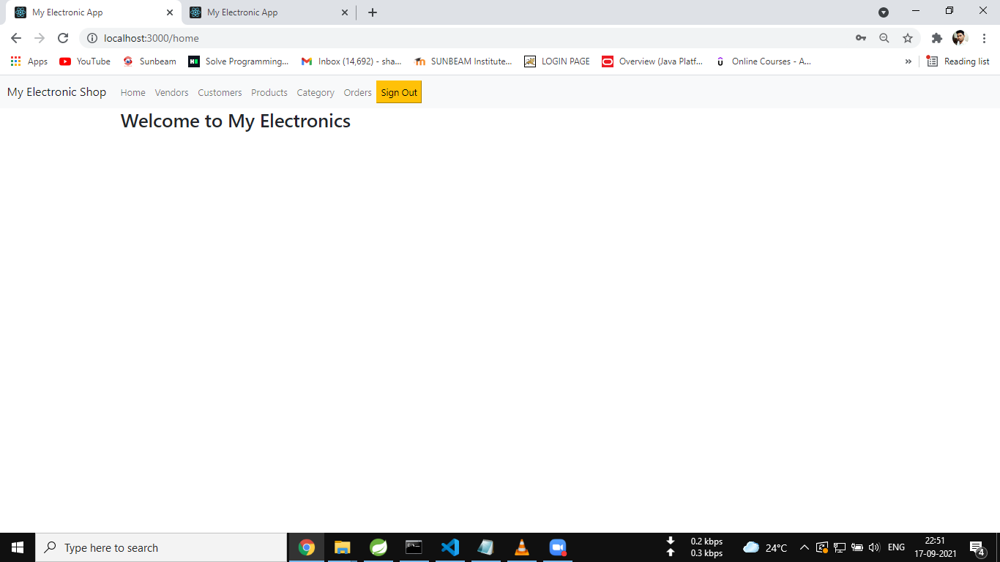 My Electronic App My Electronic App
localhost:3000/home
Apps YouTube Sunbeam Solve Programming... Inbox (14,692) - sha... SUNBEAM Institute... LOGIN PAGE Overview (Java Platf... Online Courses - A... » Reading list
My Electronic Shop Home Vendors Customers Products Category Orders Sign Out
Welcome to My Electronics
Type here to search
0.2 kbps
0.3 kbps
24°C
ENG
22:51
17-09-2021
4